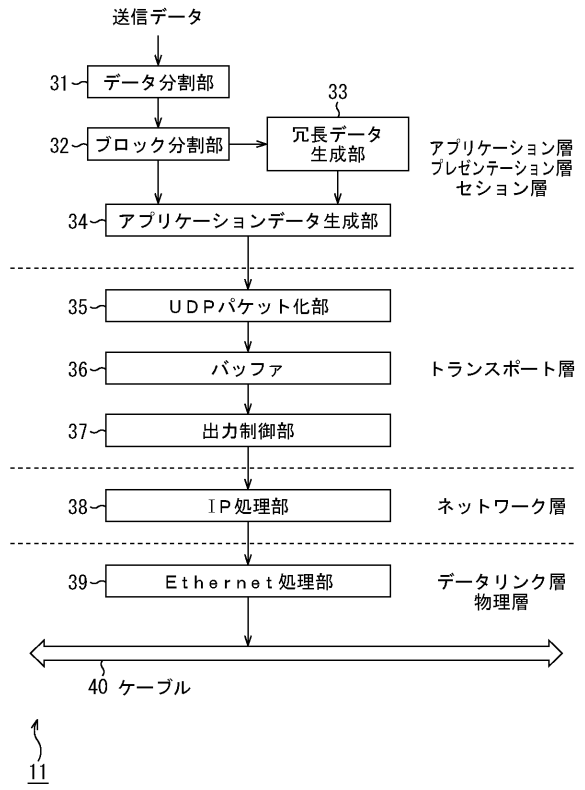 送信データ
31
データ分割部
33
32
ブロック分割部
冗長データ
生成部
アプリケーション層
プレゼンテーション層
セション層
34
アプリケーションデータ生成部
35
UDPパケット化部
36
バッファ
トランスポート層
37
出力制御部
38
IP処理部
ネットワーク層
39
Ethernet処理部
データリンク層
物理層
40 ケーブル
11